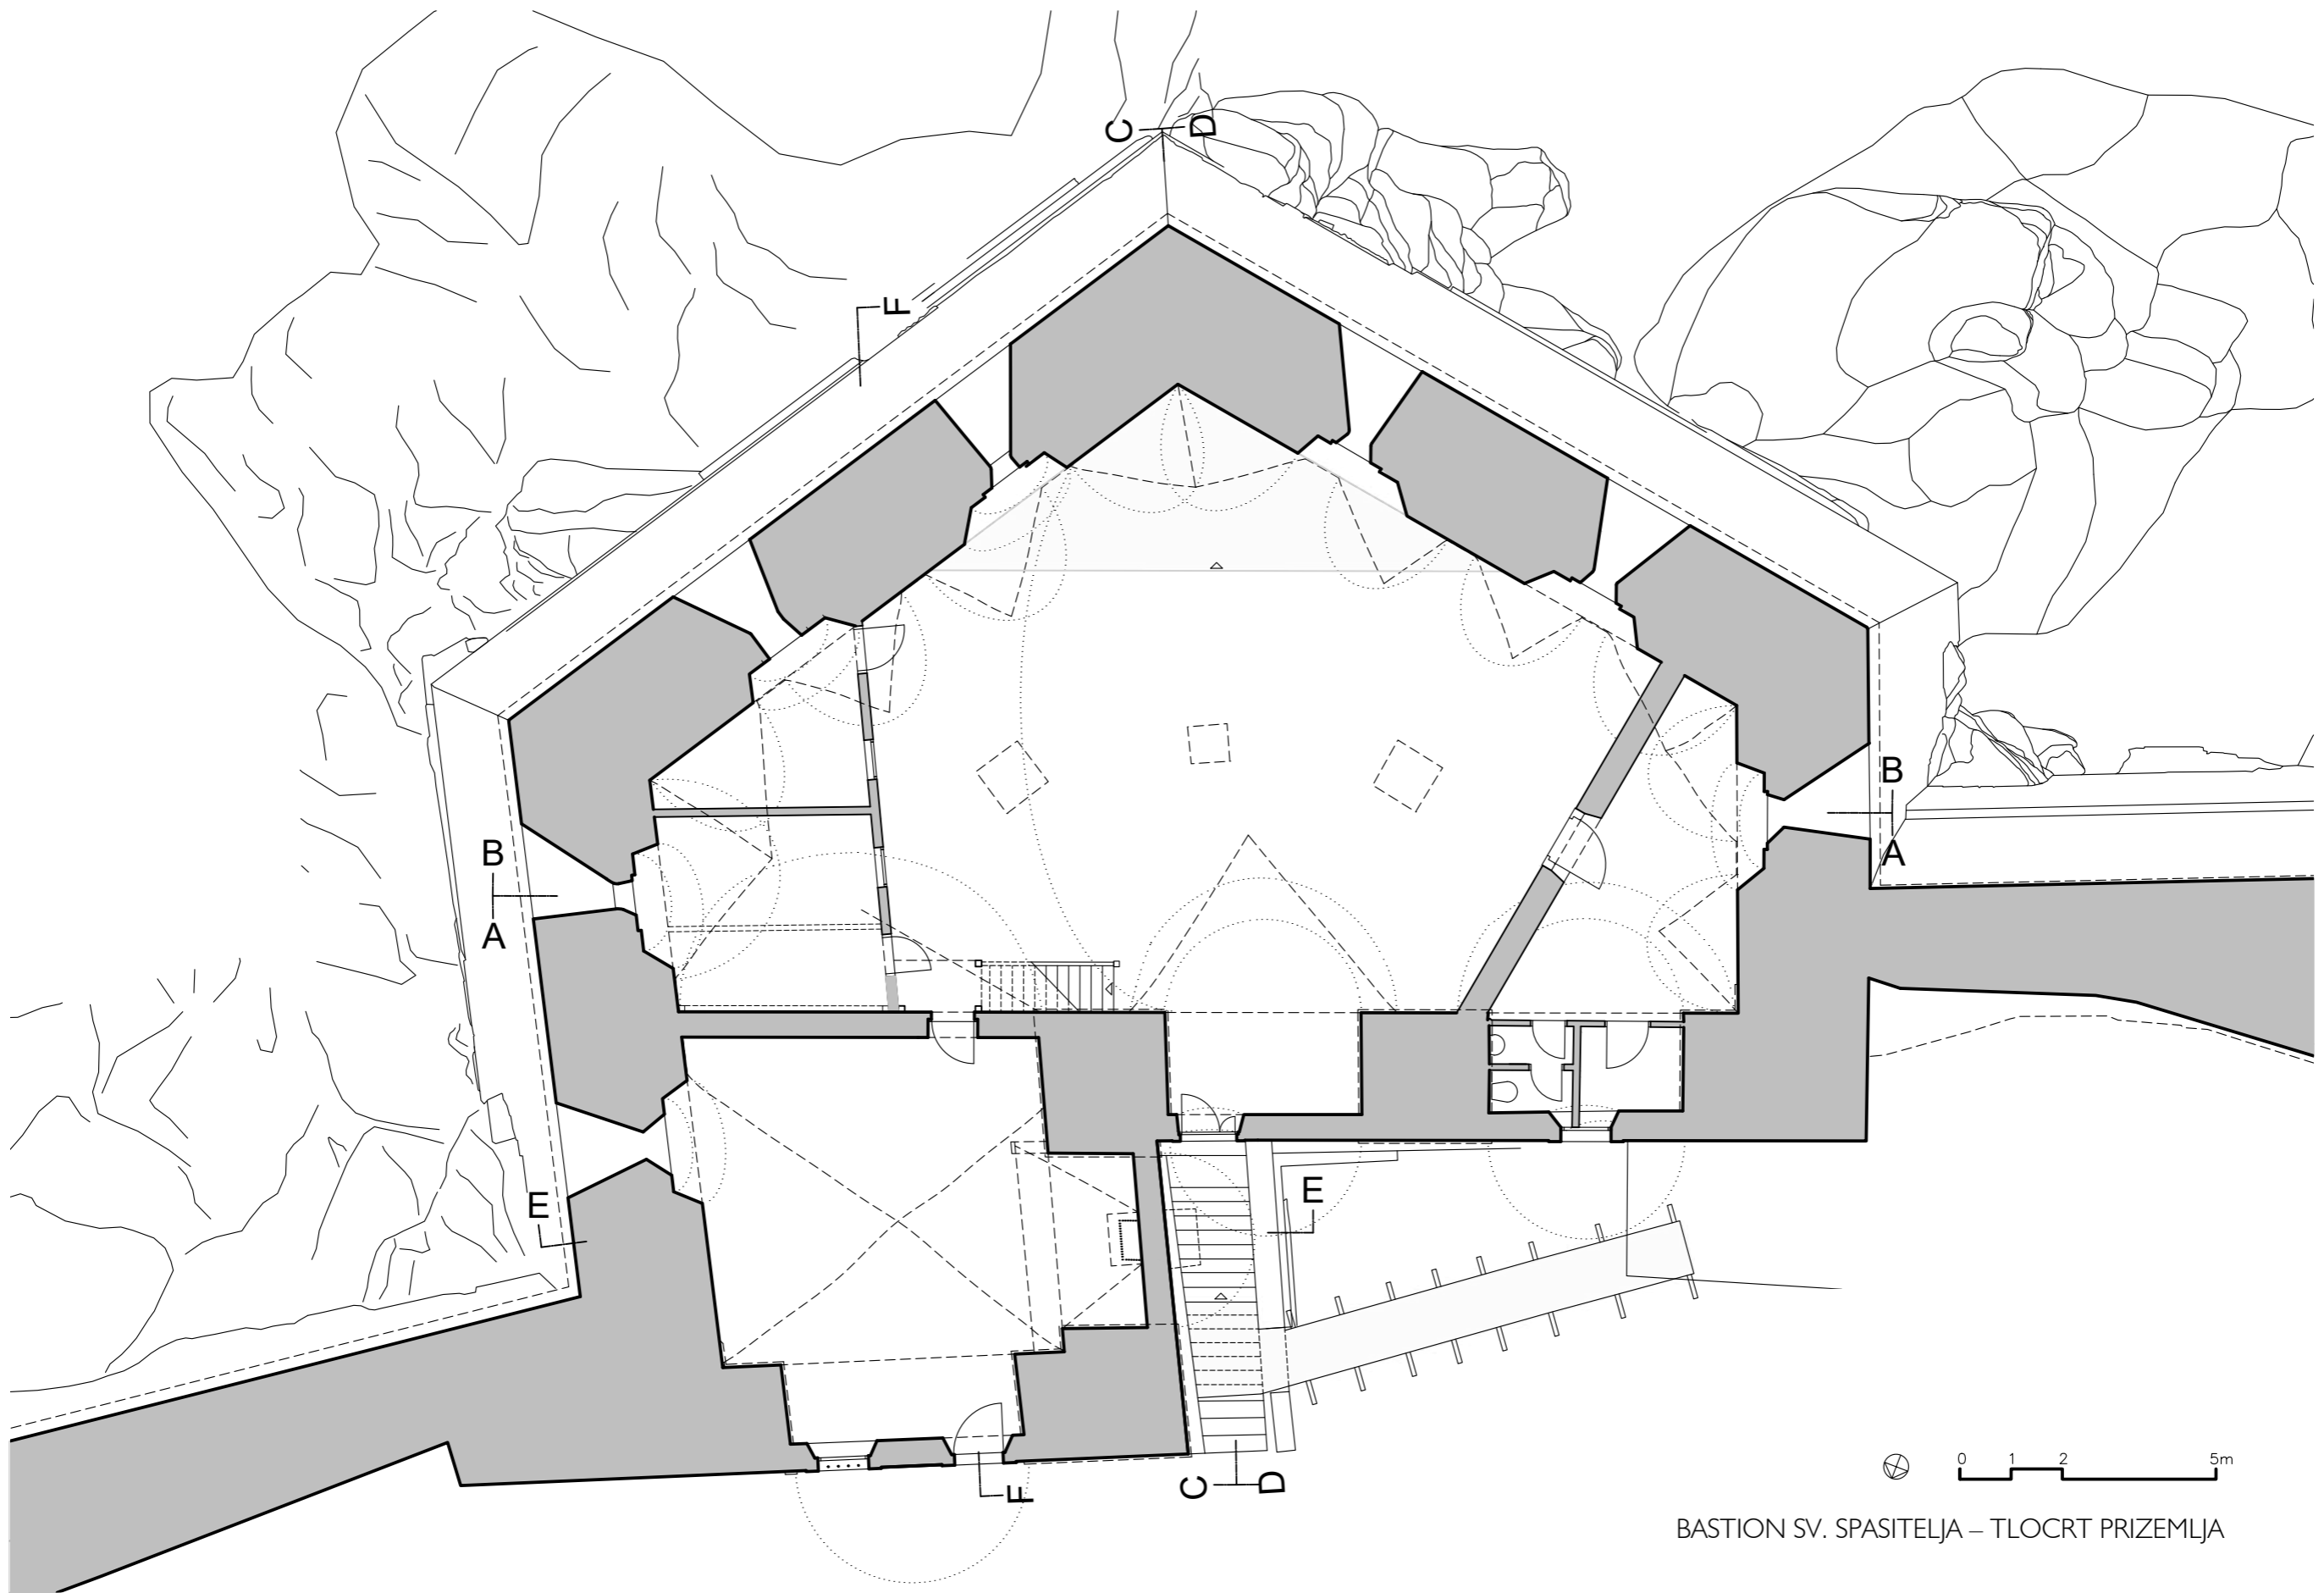 C D
F
B
A
B
A
E
E
F
C D
0 1 2 5m
BASTION SV. SPASITELJA – TLOCRT PRIZEMLJA